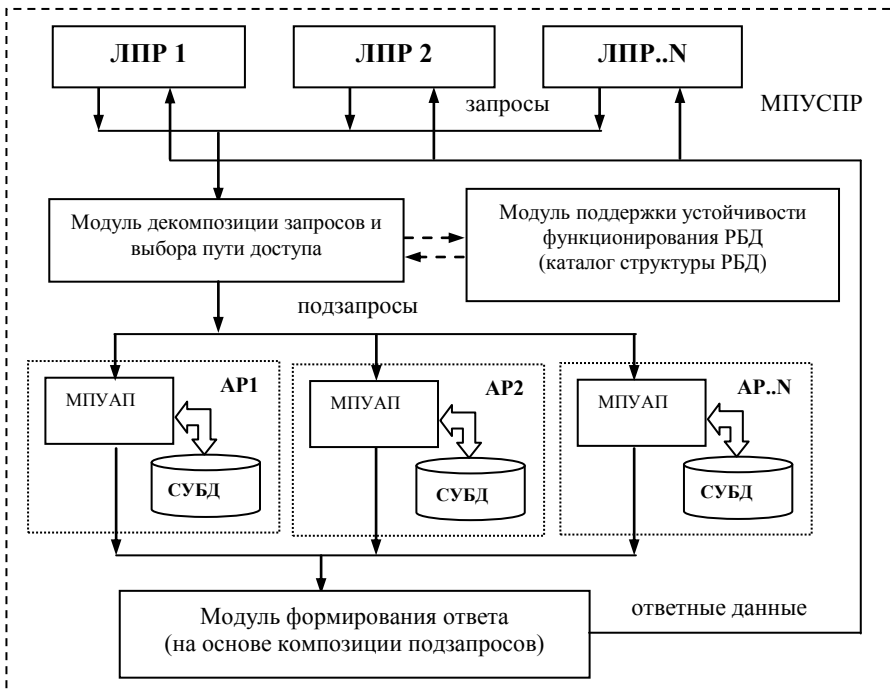 ЛПР 1
ЛПР 2
ЛПР..N
запросы
МПУСПР
Модуль декомпозиции запросов и
выбора пути доступа
Модуль поддержки устойчивости
функционирования РБД
(каталог структуры РБД)
подзапросы
АР1
МПУАП
СУБД
АР2
МПУАП
СУБД
АР..N
МПУАП
СУБД
Модуль формирования ответа
(на основе композиции подзапросов)
ответные данные